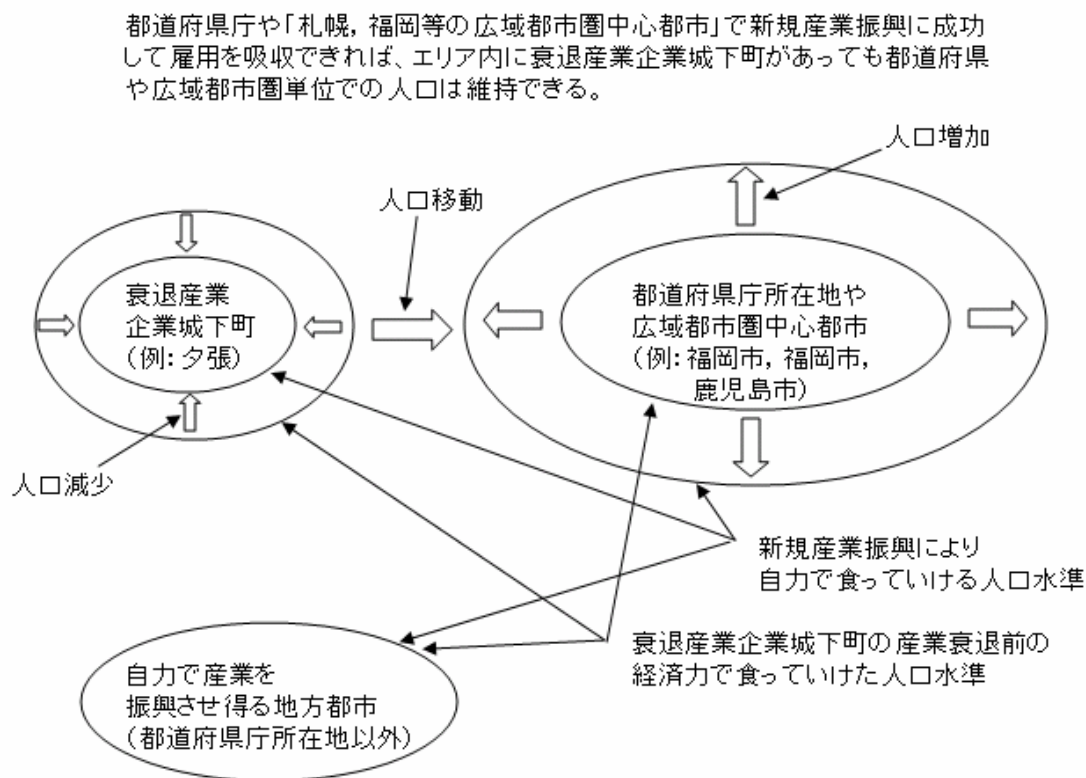 都道府県庁や「札幌，福岡等の広域都市圏中心都市」で新規産業振興に成功
して雇用を吸収できれば、エリア内に衰退産業企業城下町があっても都道府県
や広域都市圏単位での人口は維持できる。
人口増加
人口移動
衰退産業
企業城下町
（例：夕張）
都道府県庁所在地や
広域都市圏中心都市
（例：福岡市，福岡市，
鹿児島市）
人口減少
新規産業振興により
自力で食っていける人口水準
衰退産業企業城下町の産業衰退前の
経済力で食っていけた人口水準
自力で産業を
振興させ得る地方都市
（都道府県庁所在地以外）